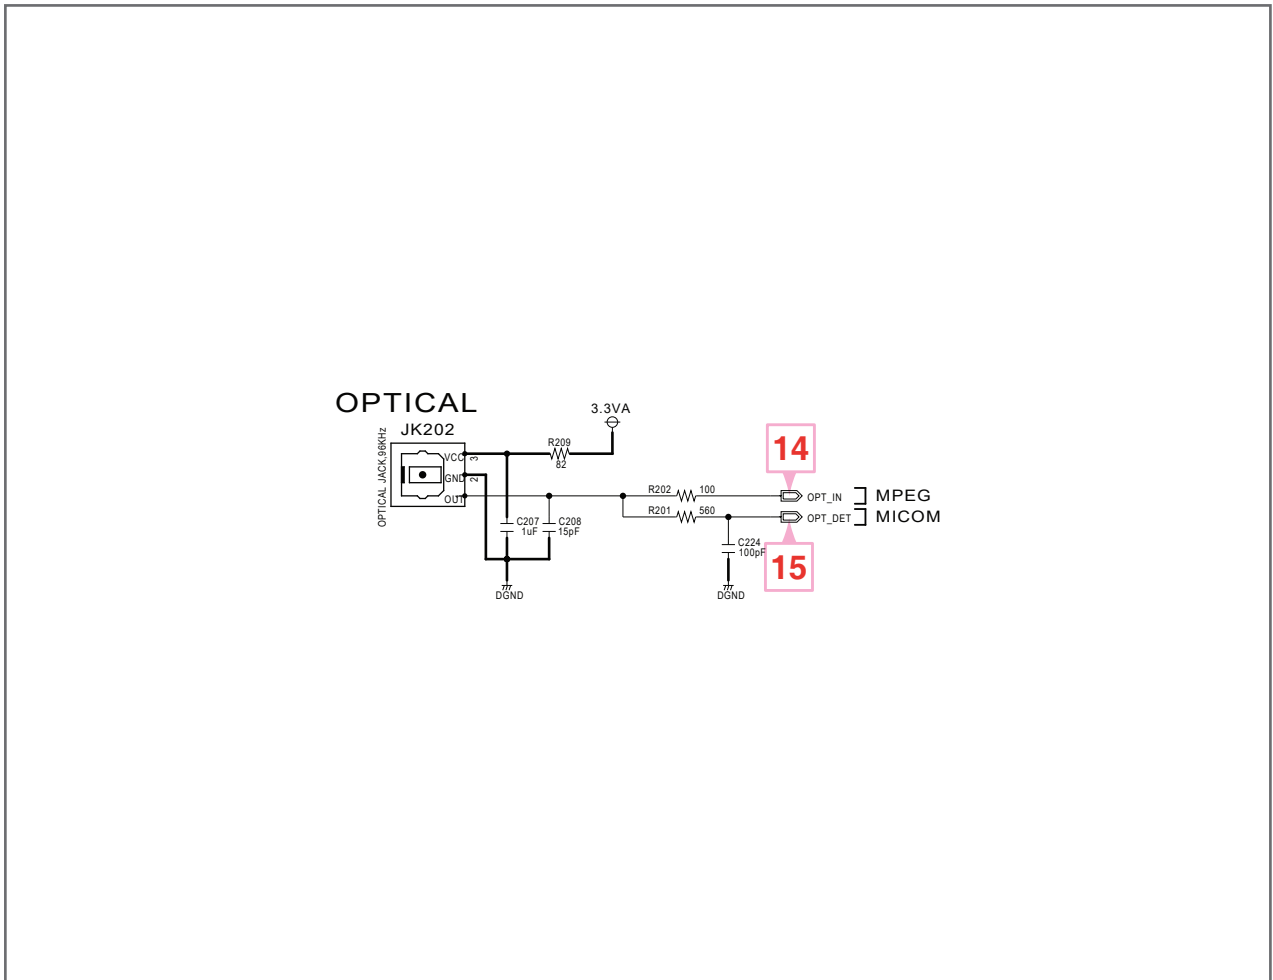 OPTICAL
JK202
OPTICAL JACK,96KHz
VCC 3
GND 2
OUT
3.3VA
R209
82
C207
1uF
C208
15pF
DGND
R202 100
R201 560
C224
100pF
DGND
14
OPT_IN MPEG
OPT_DET MICOM
15